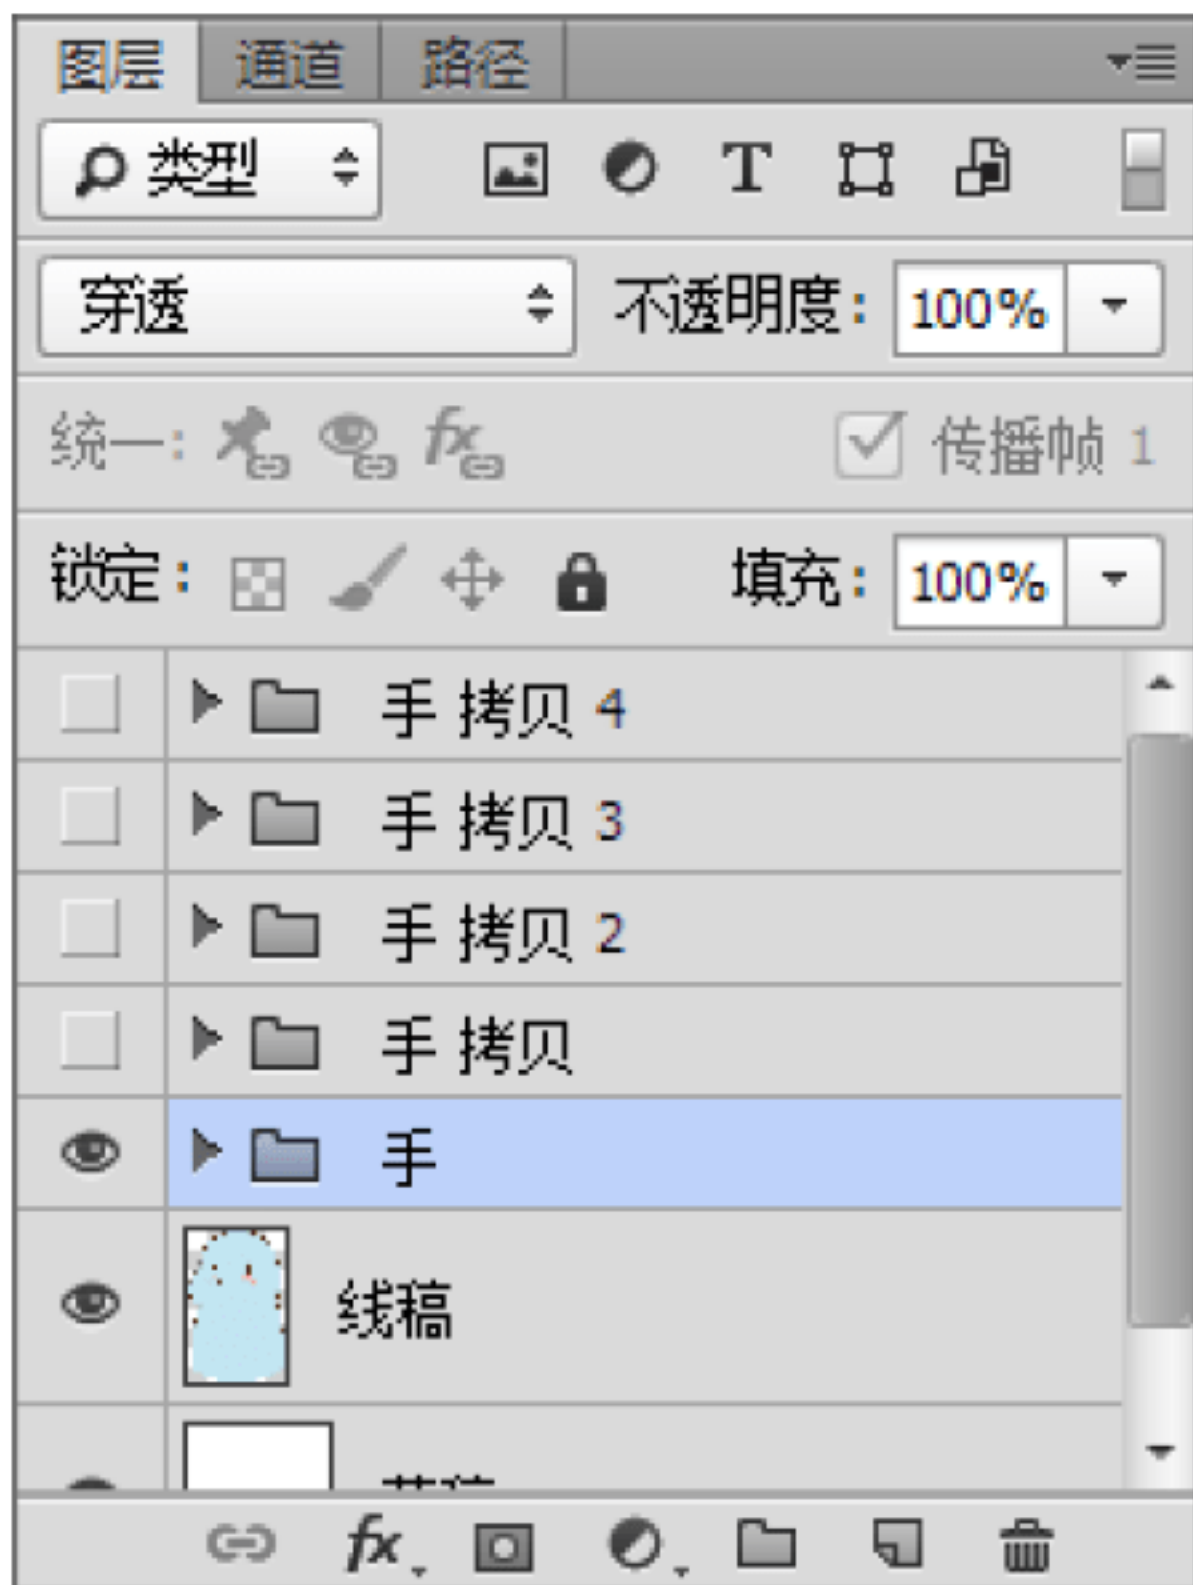 图层 通道 路径
类型 T
穿透 不透明度: 100%
统一: fx 传播帧 1
锁定: 填充: 100%
手 拷贝 4
手 拷贝 3
手 拷贝 2
手 拷贝
手
线稿
fx